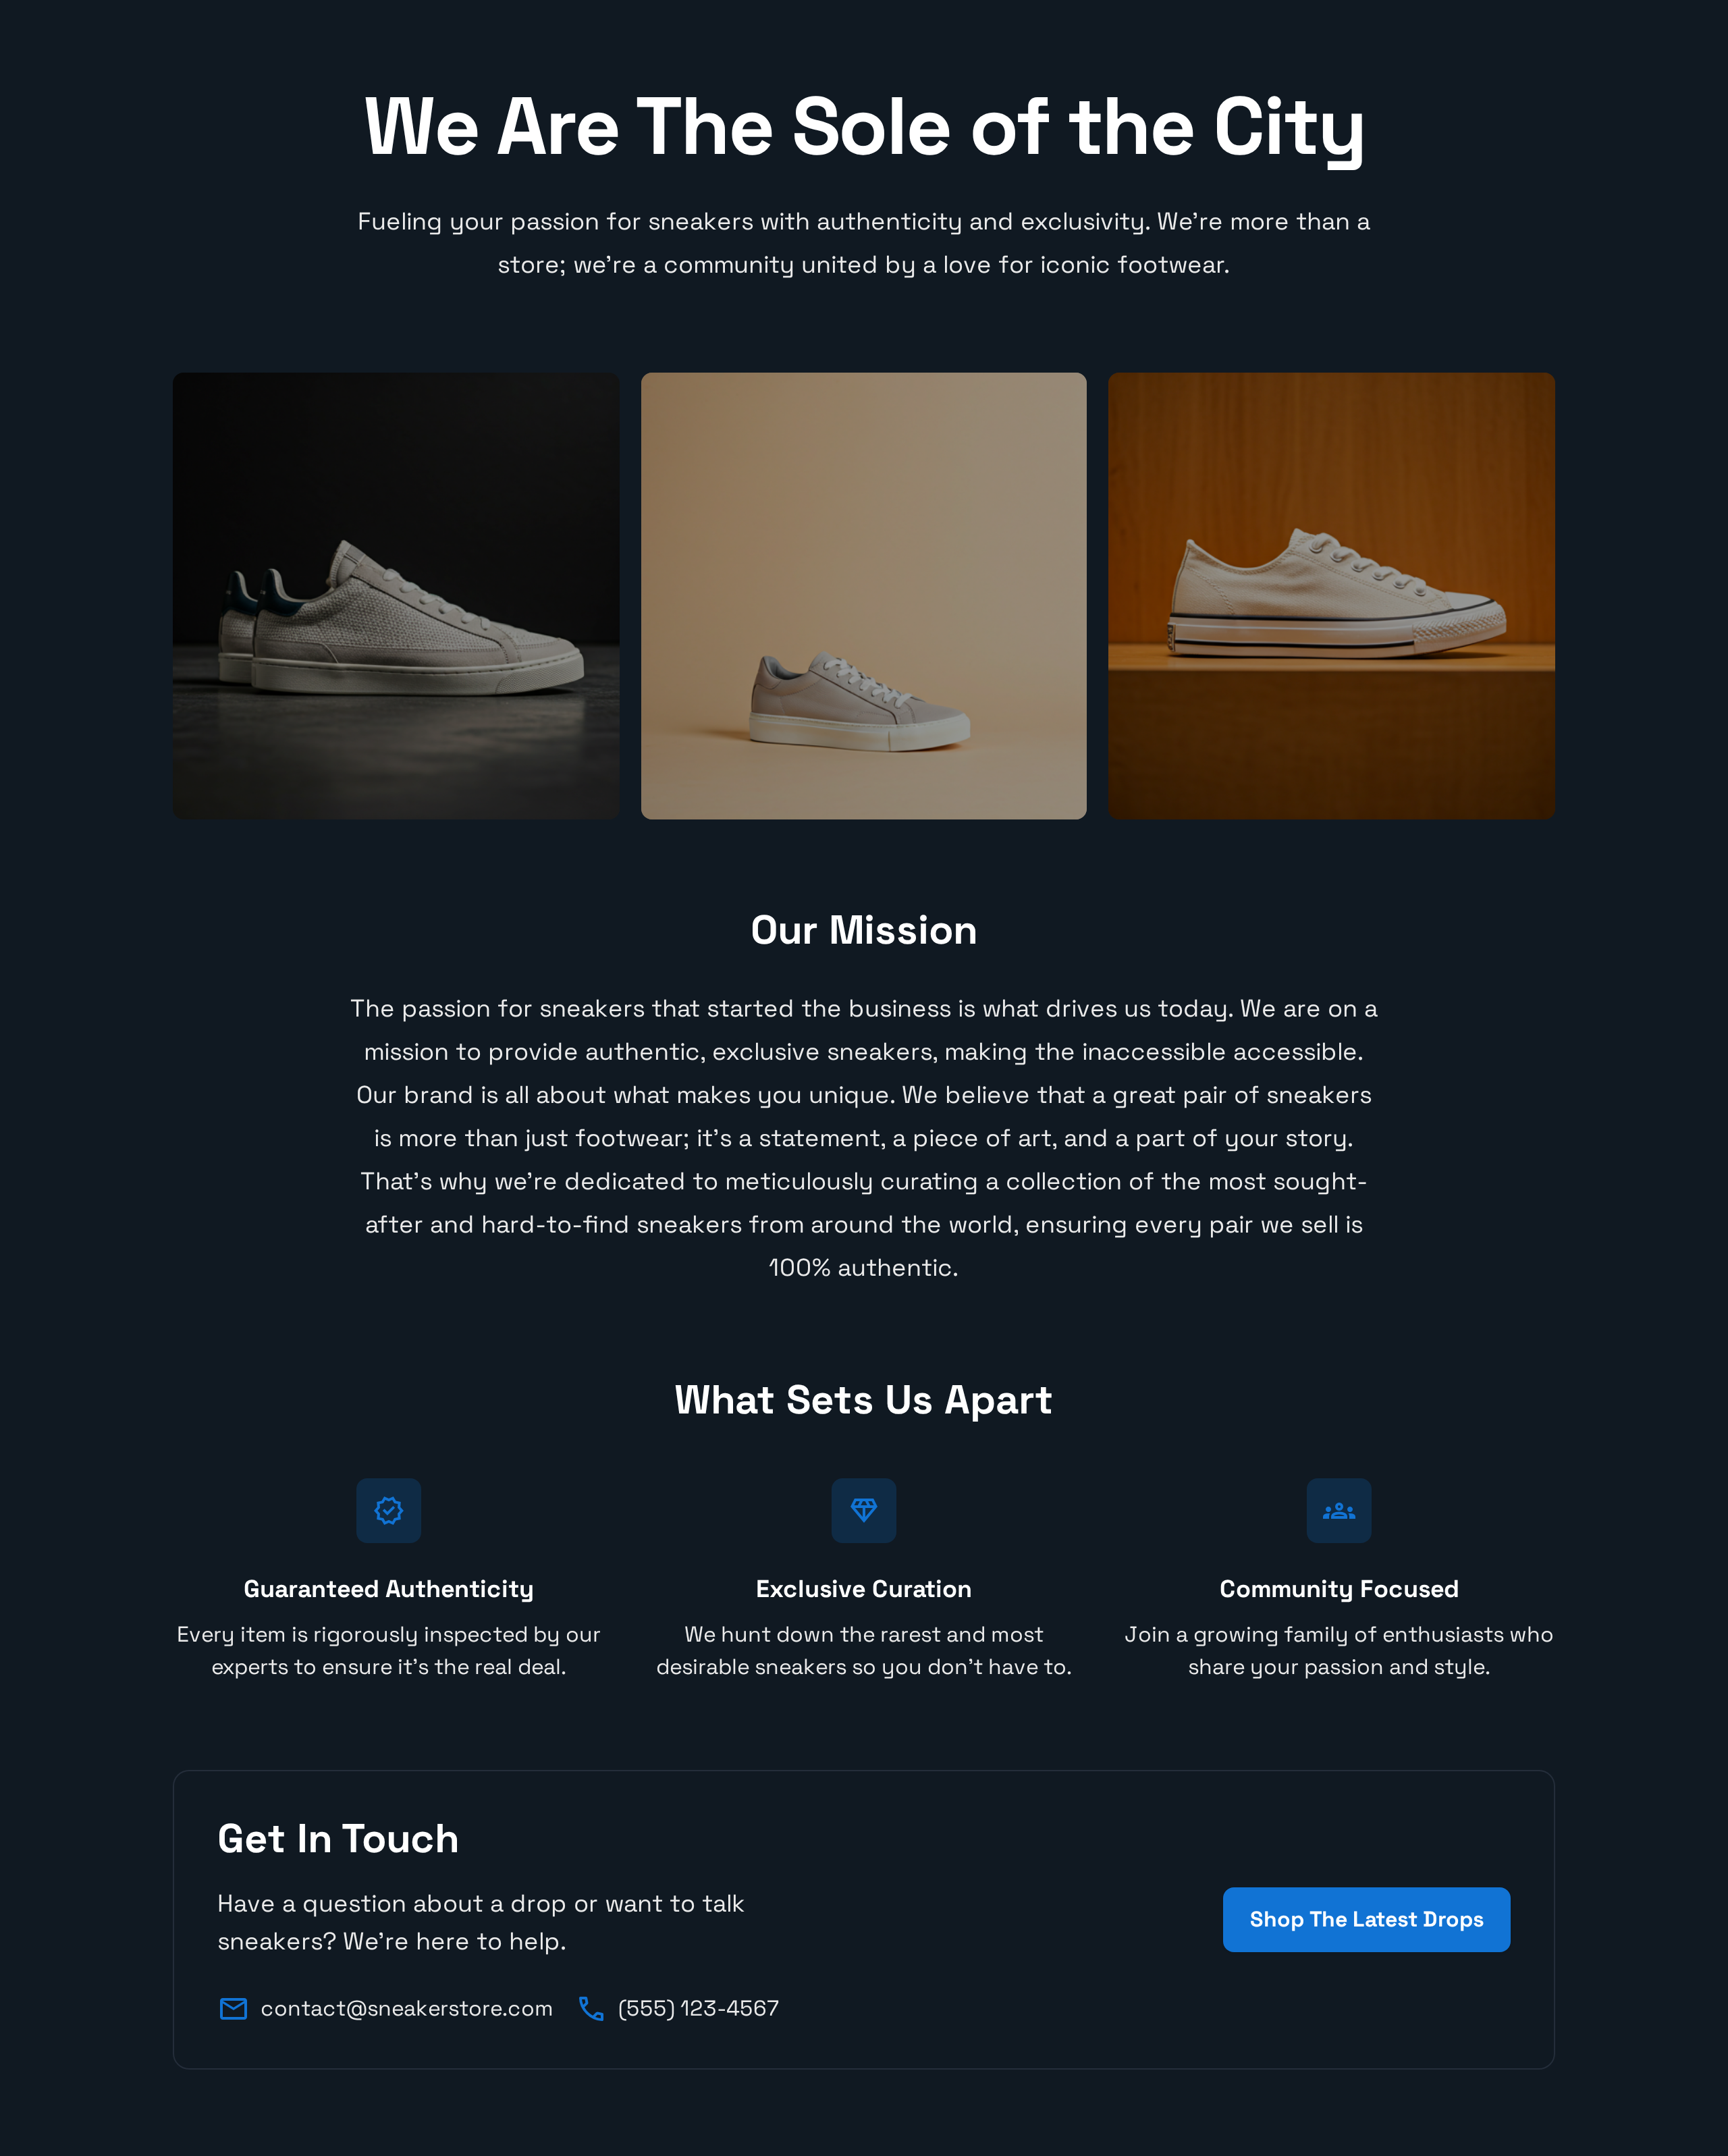 We Are The Sole of the City
Fueling your passion for sneakers with authenticity and exclusivity. We're more than a
store; we're a community united by a love for iconic footwear.
Our Mission
The passion for sneakers that started the business is what drives us today. We are on a
mission to provide authentic, exclusive sneakers, making the inaccessible accessible.
Our brand is all about what makes you unique. We believe that a great pair of sneakers
is more than just footwear; it's a statement, a piece of art, and a part of your story.
That's why we're dedicated to meticulously curating a collection of the most sought-
after and hard-to-find sneakers from around the world, ensuring every pair we sell is
100% authentic.
What Sets Us Apart
Guaranteed Authenticity
Every item is rigorously inspected by our
experts to ensure it's the real deal.
Exclusive Curation
We hunt down the rarest and most
desirable sneakers so you don't have to.
Community Focused
Join a growing family of enthusiasts who
share your passion and style.
Get In Touch
Have a question about a drop or want to talk
sneakers? We're here to help.
contact@sneakerstore.com (555) 123-4567
Shop The Latest Drops